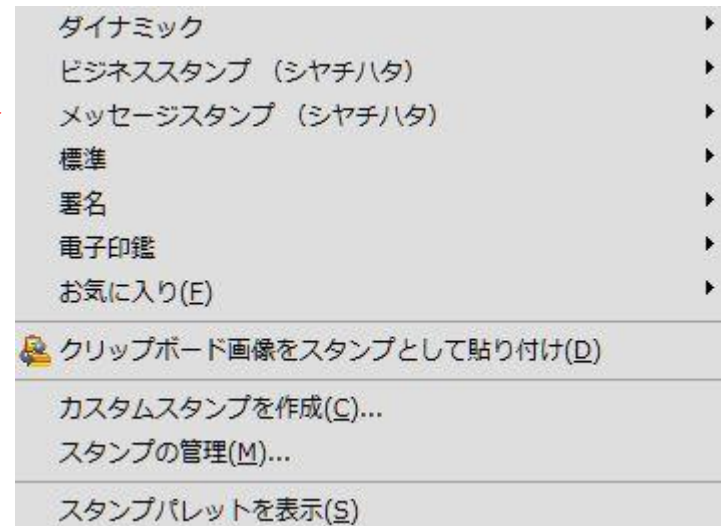 ダイナミック
ビジネススタンプ （シヤチハタ）
メッセージスタンプ （シヤチハタ）
標準
署名
電子印鑑
お気に入り(F)
クリップボード画像をスタンプとして貼り付け(D)
カスタムスタンプを作成(C)...
スタンプの管理(M)...
スタンプパレットを表示(S)